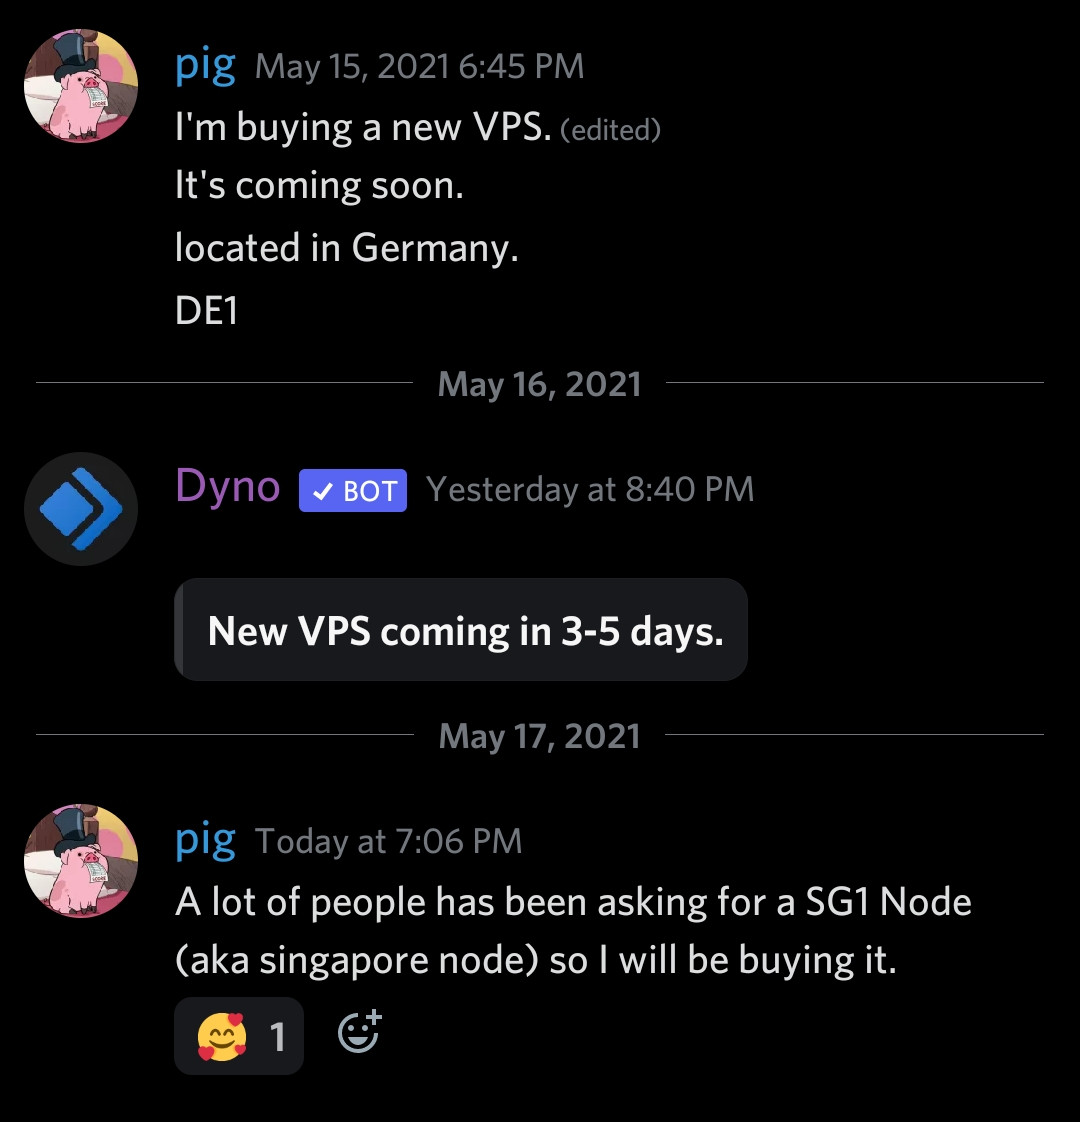 pig May 15, 2021 6:45 PM
I'm buying a new VPS. (edited)
It's coming soon.
located in Germany.
DE1
May 16, 2021
Dyno ✓ BOT Yesterday at 8:40 PM
New VPS coming in 3-5 days.
May 17, 2021
pig Today at 7:06 PM
A lot of people has been asking for a SG1 Node
(aka singapore node) so I will be buying it.
🥰 1